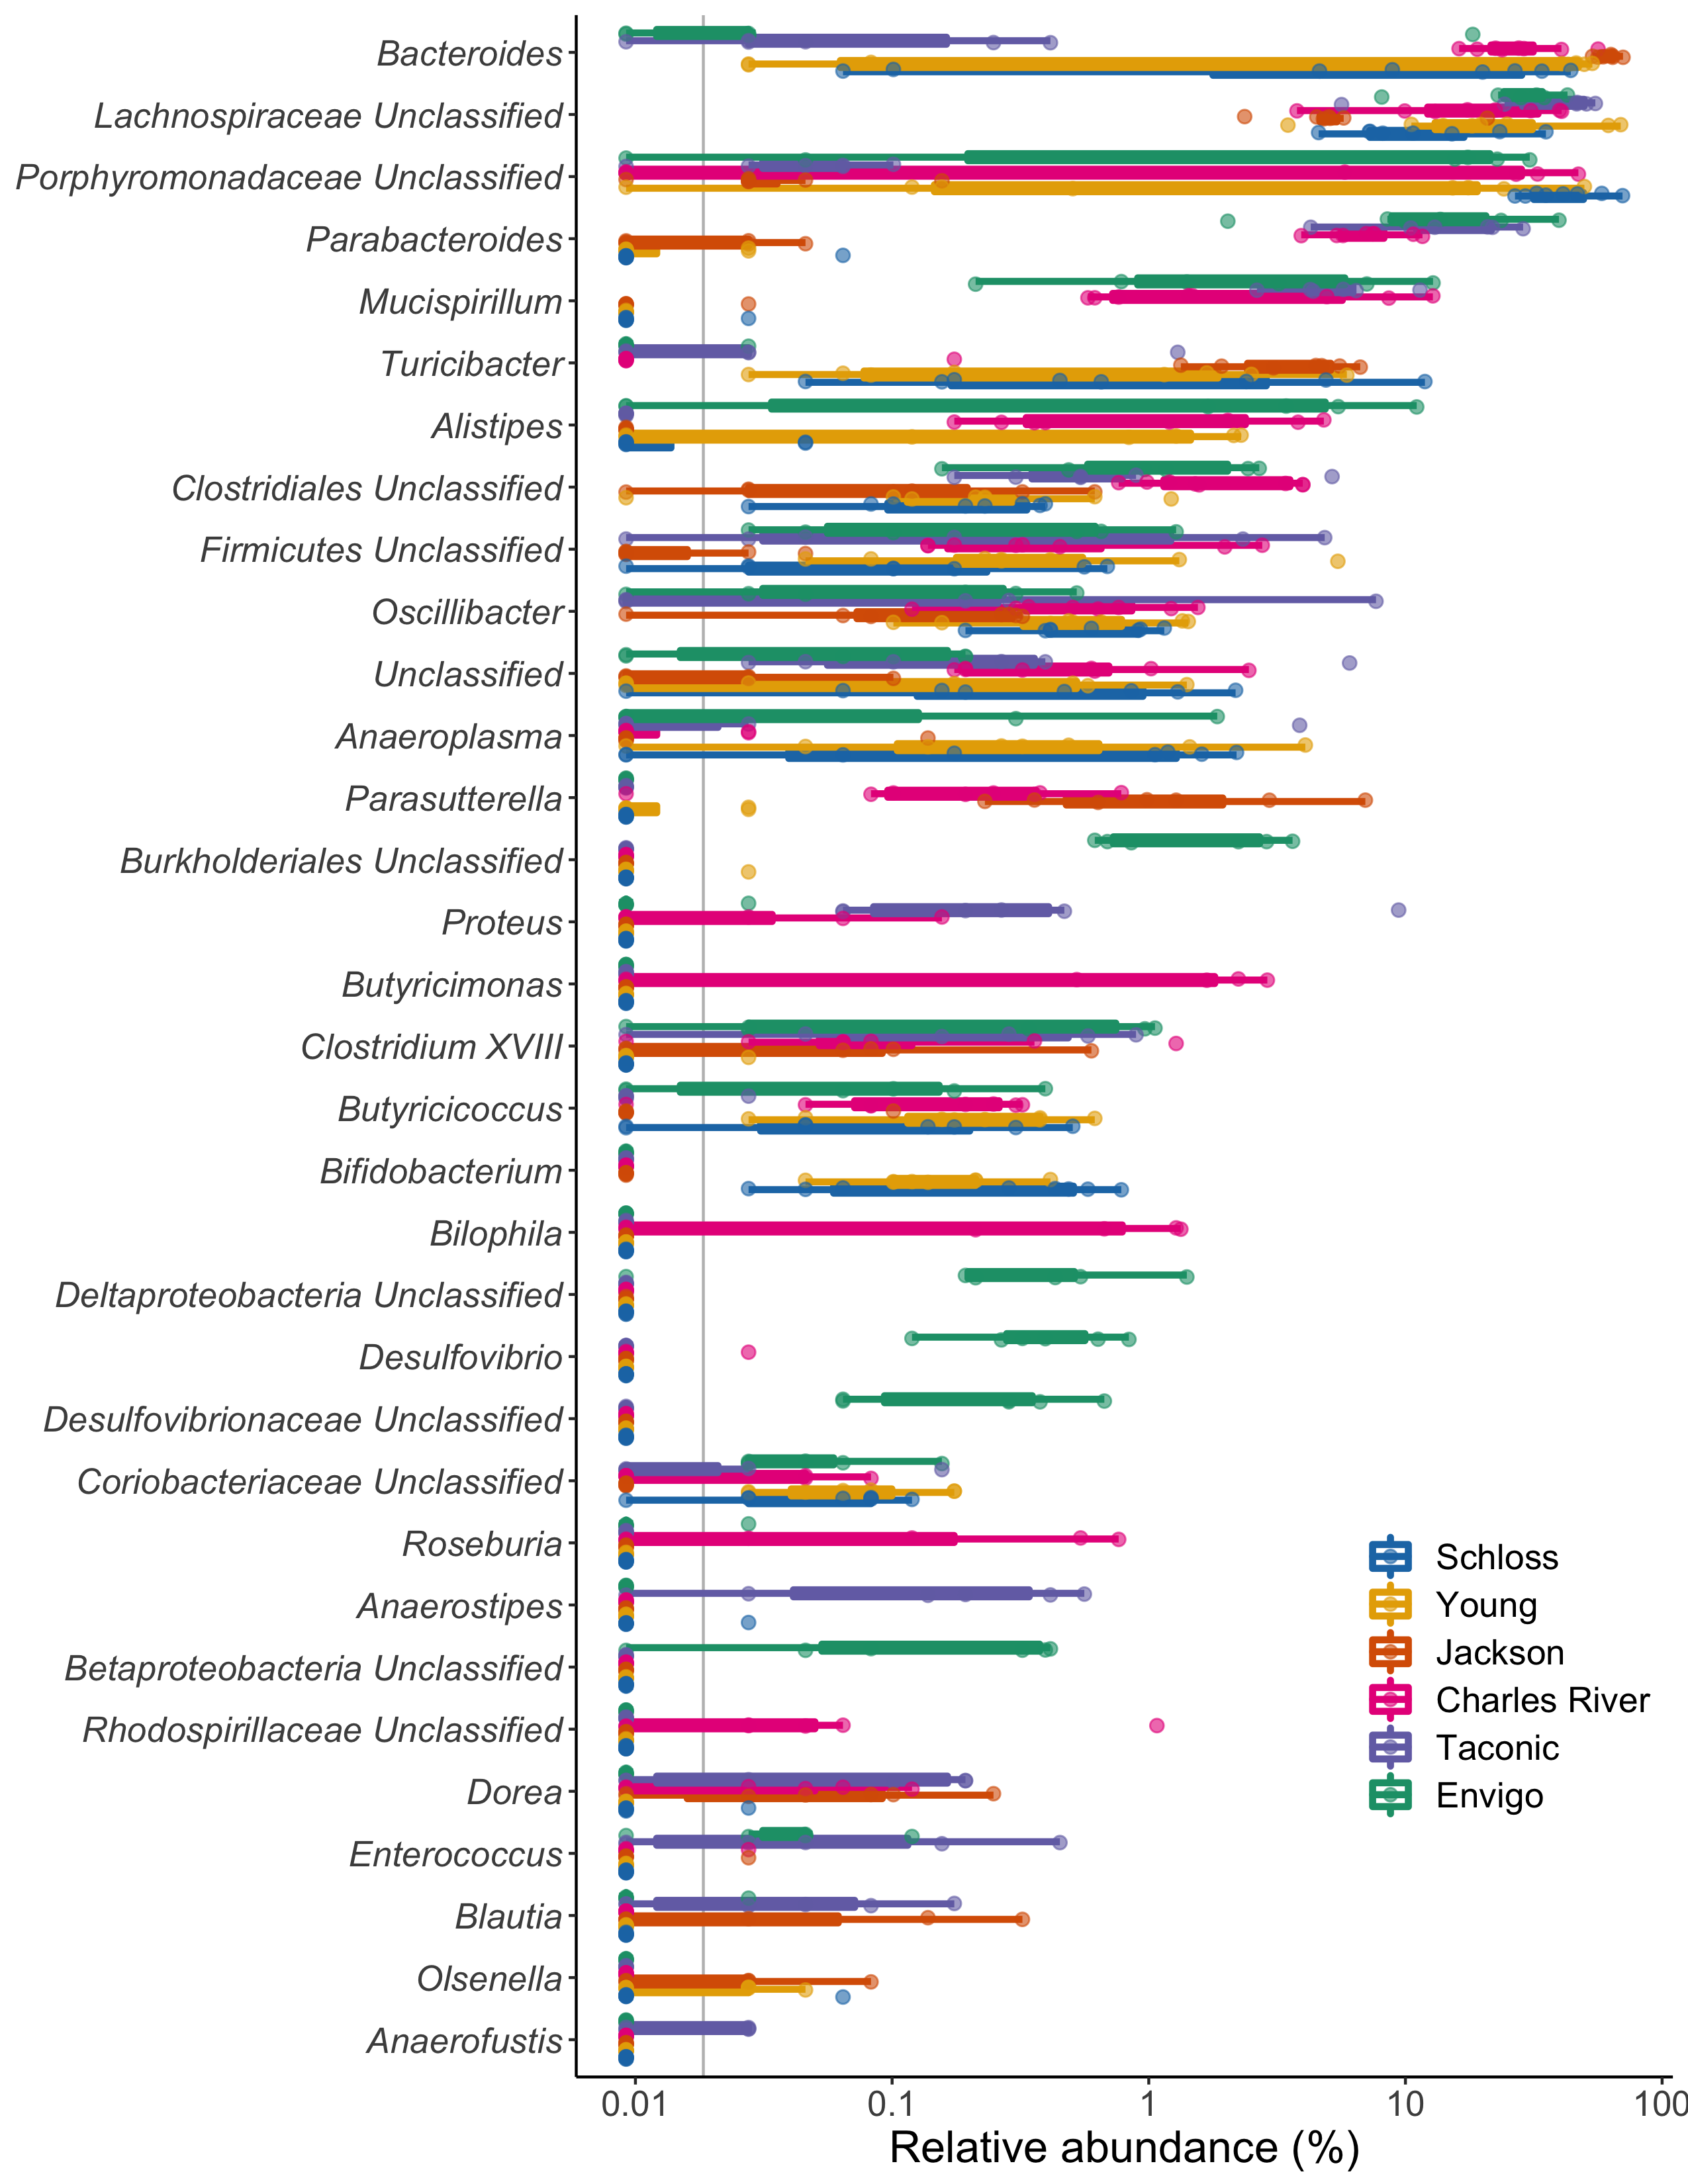 Bacteroides
Lachnospiraceae Unclassified
Porphyromonadaceae Unclassified
Parabacteroides
Mucispirillum
Turicibacter
Alistipes
Clostridiales Unclassified
Firmicutes Unclassified
Oscillibacter
Unclassified
Anaeroplasma
Parasutterella
Burkholderiales Unclassified
Proteus
Butyricimonas
Clostridium XVIII
Butyricicoccus
Bifidobacterium
Bilophila
Deltaproteobacteria Unclassified
Desulfovibrio
Desulfovibrionaceae Unclassified
Coriobacteriaceae Unclassified
Roseburia
Anaerostipes
Betaproteobacteria Unclassified
Rhodospirillaceae Unclassified
Dorea
Enterococcus
Blautia
Olsenella
Anaerofustis
Schloss
Young
Jackson
Charles River
Taconic
Envigo
0.01 0.1 1 10 100
Relative abundance (%)